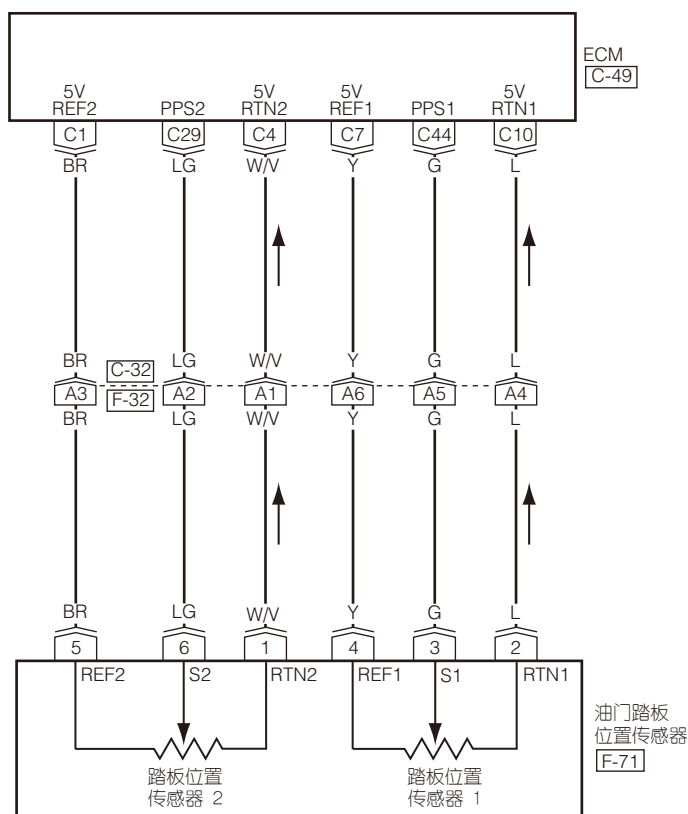 ECM
C-49
5V 5V 5V 5V
REF2 PPS2 RTN2 REF1 PPS1 RTN1
C1 C29 C4 C7 C44 C10
BR LG W/V Y G L
BR LG W/V Y G L
C-32
A3 A2 A1 A6 A5 A4
F-32
BR LG W/V Y G L
BR LG W/V Y G L
5 6 1 4 3 2
REF2 S2 RTN2 REF1 S1 RTN1
油门踏板
位置传感器
F-71
踏板位置 踏板位置
传感器 2 传感器 1